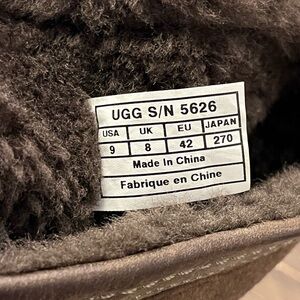 UGG S/N 5626
USA UK EU JAPAN
9 8 42 270
Made In China
Fabrique en Chine